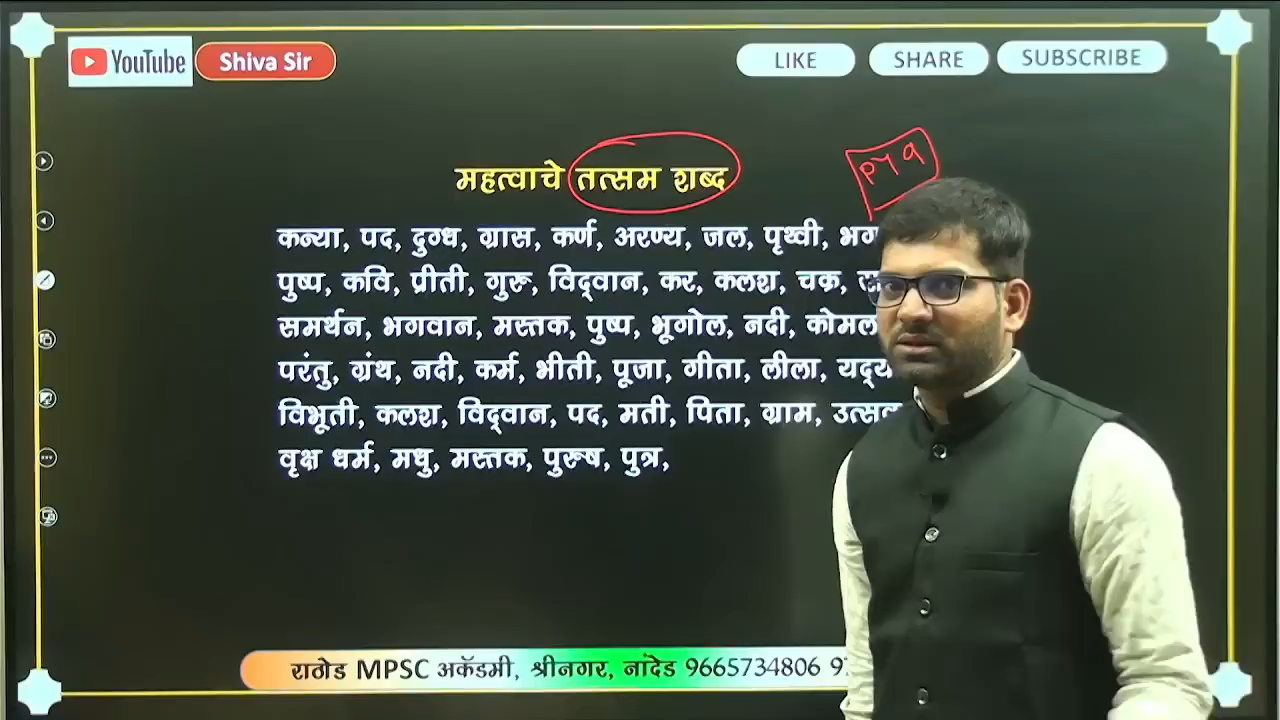 YouTube Shiva Sir LIKE SHARE SUBSCRIBE
महत्वाचे तत्सम शब्द
PYQ
कन्या, पद, दुग्ध, ग्रास, कर्ण, अरण्य, जल, पृथ्वी,
पुष्प, कवि, प्रीती, गुरू, विद्वान, कर, कलश, चक्र,
समर्थन, भगवान, मस्तक, पुष्प, भूगोल, नदी, कोमल
परंतु, ग्रंथ, नदी, कर्म, भीती, पूजा, गीता, लीला,
विभूती, कलश, विद्वान, पद, मती, पिता, ग्राम,
वृक्ष धर्म, मधु, मस्तक, पुरूष, पुत्र,
राठोड MPSC अकॅडमी, श्रीनगर, नांदेड 9665734806